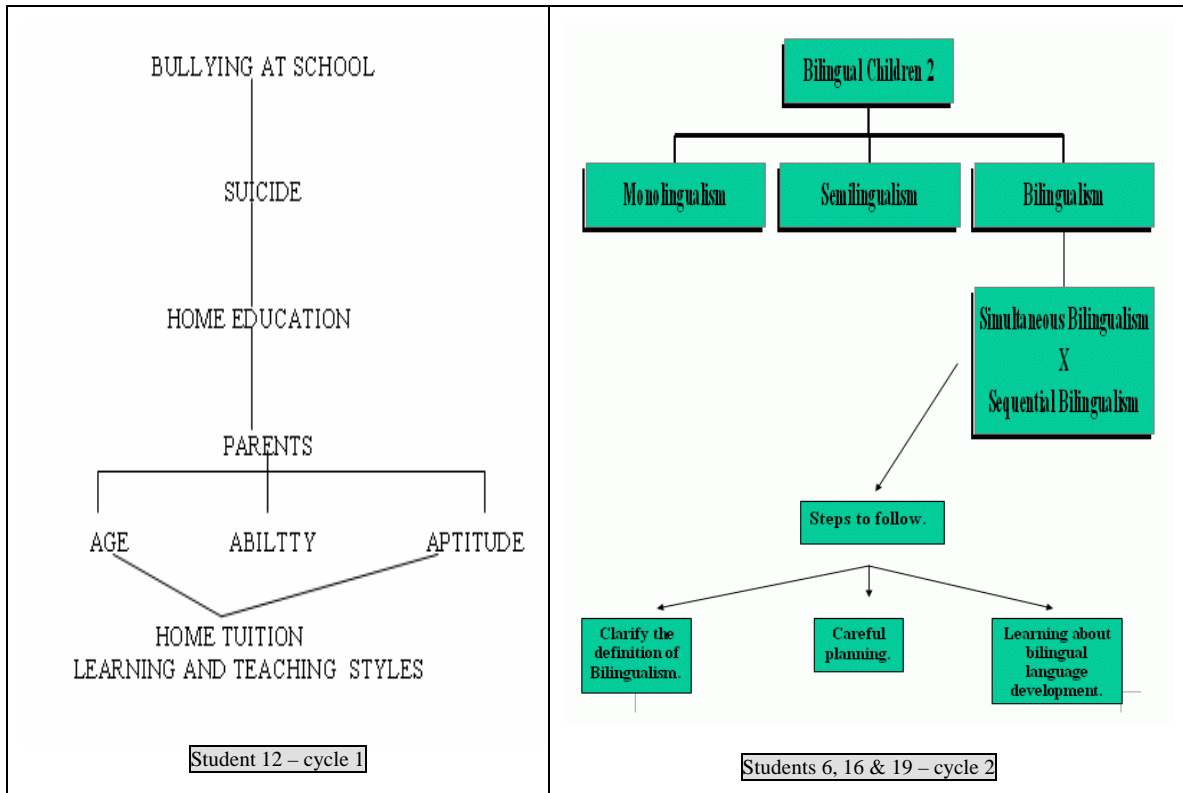 BULLYING AT SCHOOL
SUICIDE
HOME EDUCATION
PARENTS
AGE ABILTTY APTITUDE
HOME TUITION
LEARNING AND TEACHING STYLES
Student 12 – cycle 1
Bilingual Children 2
Monolingualism Semilingualism Bilingualism
Simultaneous Bilingualism
X
Sequential Bilingualism
Steps to follow.
Clarify the
definition of
Bilingualism.
Careful
planning.
Learning about
bilingual
language
development.
Students 6, 16 & 19 – cycle 2